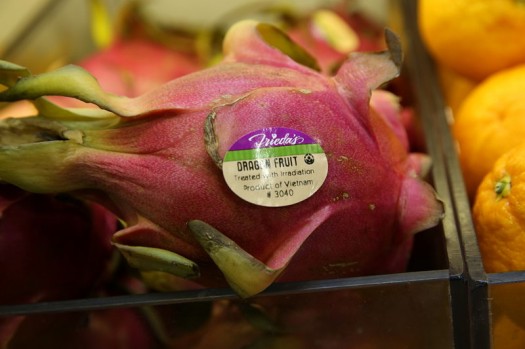 Frieda's
DRAGON FRUIT
Treated with Irradiation
Product of Vietnam
# 3040